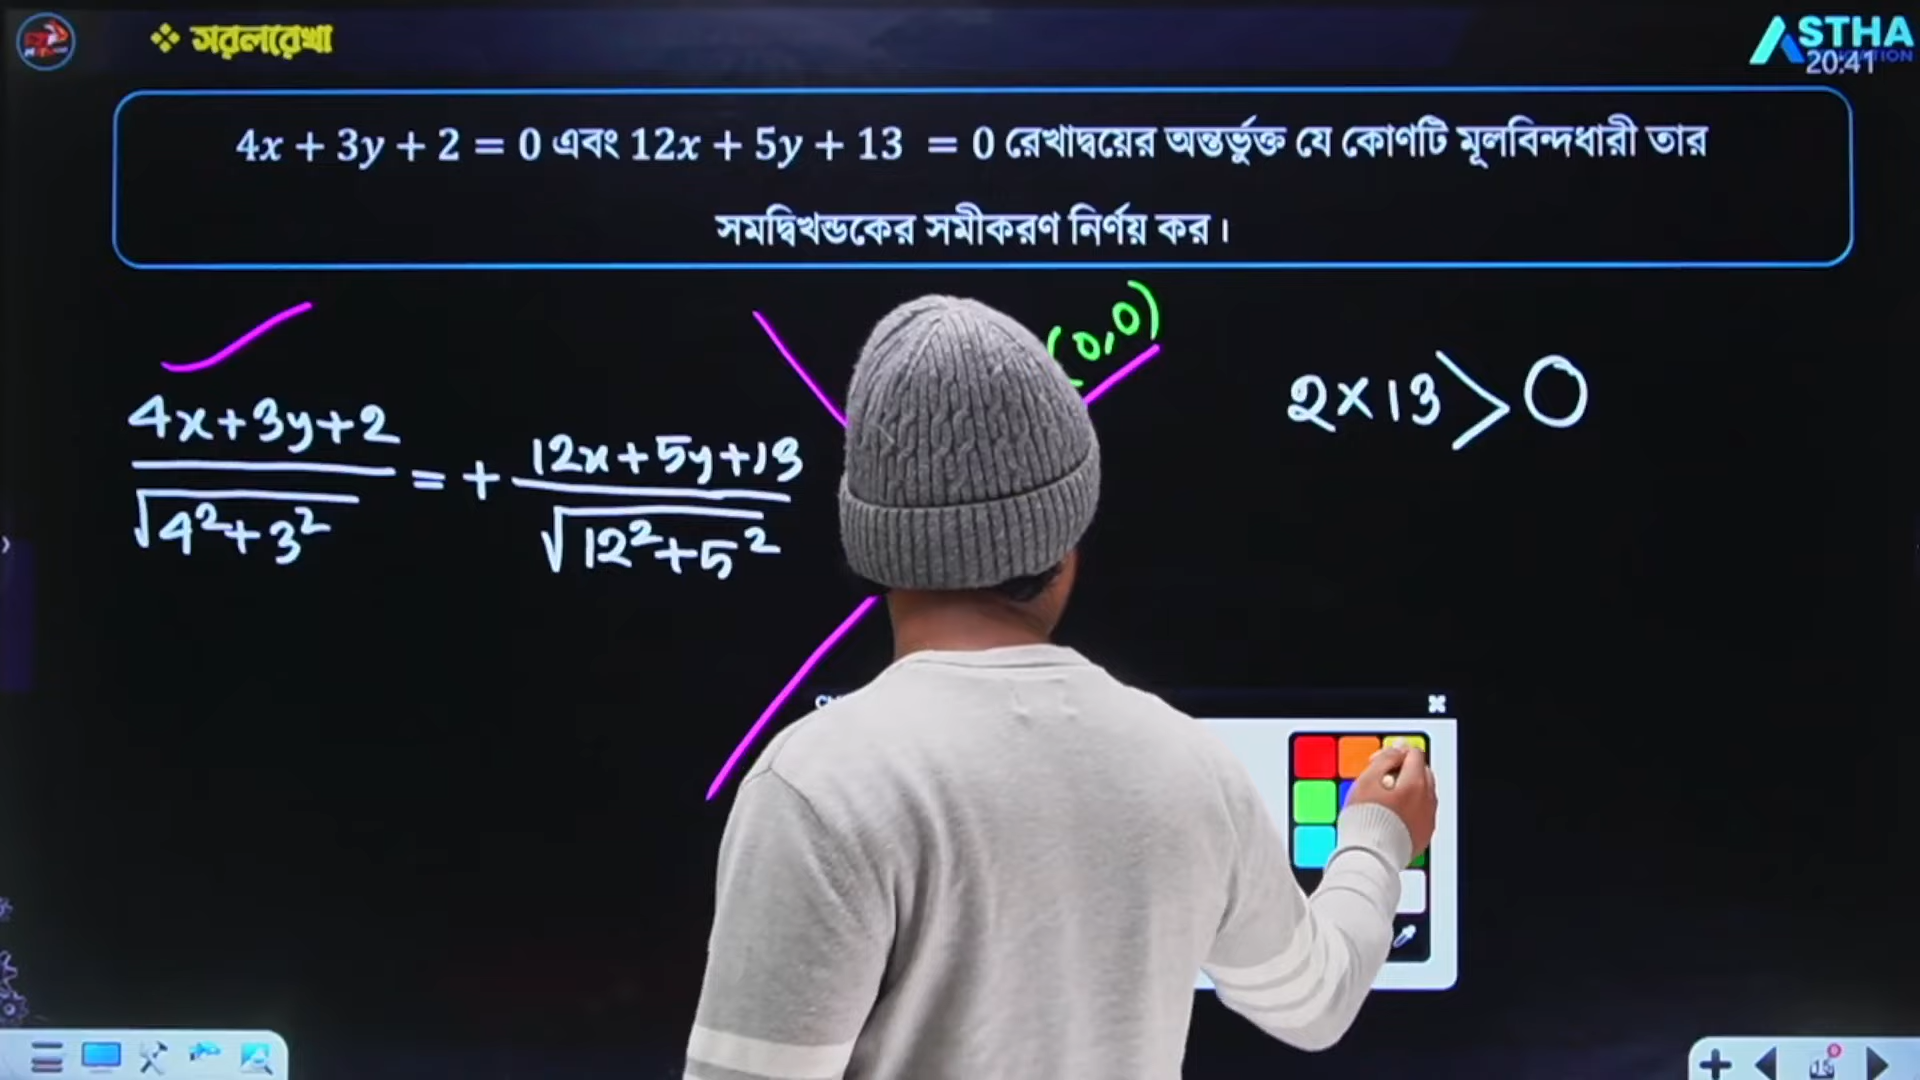 ❖ সরলরেখা
ASTHA
20:41
4x + 3y + 2 = 0 এবং 12x + 5y + 13 = 0 রেখাদ্বয়ের অন্তর্ভুক্ত যে কোণটি মূলবিন্দধারী তার
সমদ্বিখন্ডকের সমীকরণ নির্ণয় কর।
(0,0)
2×13>0
4x+3y+2 / √4²+3² = + 12x+5y+13 / √12²+5²
15